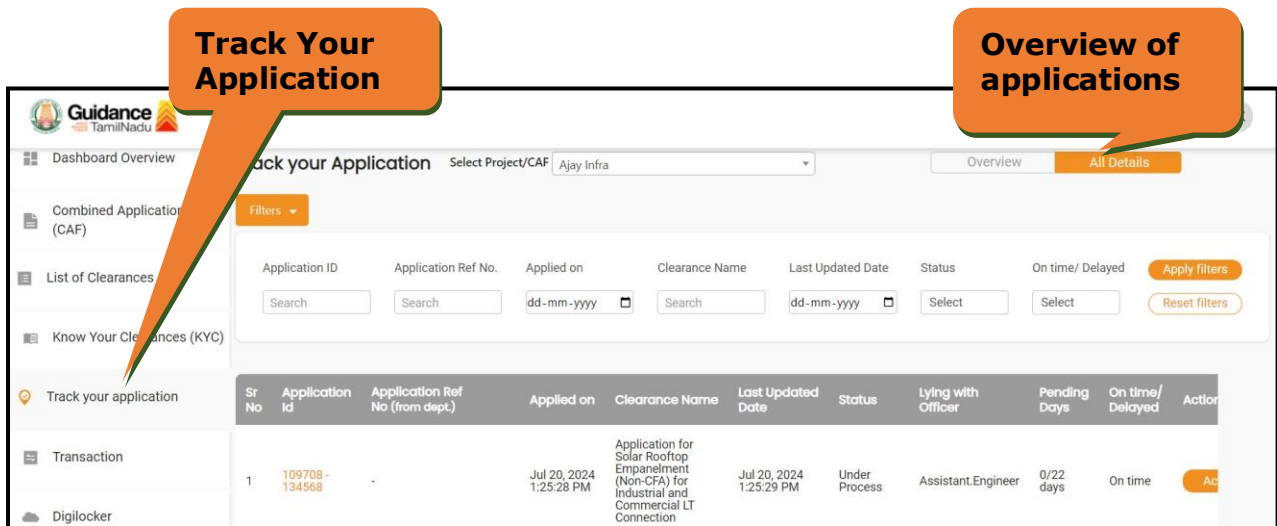 Track Your
Application
Overview of
applications
Guidance
TamilNadu
Dashboard Overview
Combined Application
(CAF)
List of Clearances
Know Your Clearances (KYC)
Track your application
Transaction
Digilocker
ack your Application Select Project/CAF Ajay Infra Overview All Details
Filters
Application ID Application Ref No. Applied on Clearance Name Last Updated Date Status On time/ Delayed Apply filters
Search Search dd-mm-yyyy Search dd-mm-yyyy Select Select Reset filters
Sr No Application Id Application Ref No (from dept.) Applied on Clearance Name Last Updated Date Status Lying with Officer Pending Days On time/ Delayed Action
1 109708 - 134568 - Jul 20, 2024 1:25:28 PM Application for Solar Rooftop Empanelment (Non-CFA) for Industrial and Commercial LT Connection Jul 20, 2024 1:25:29 PM Under Process Assistant.Engineer 0/22 days On time Ac